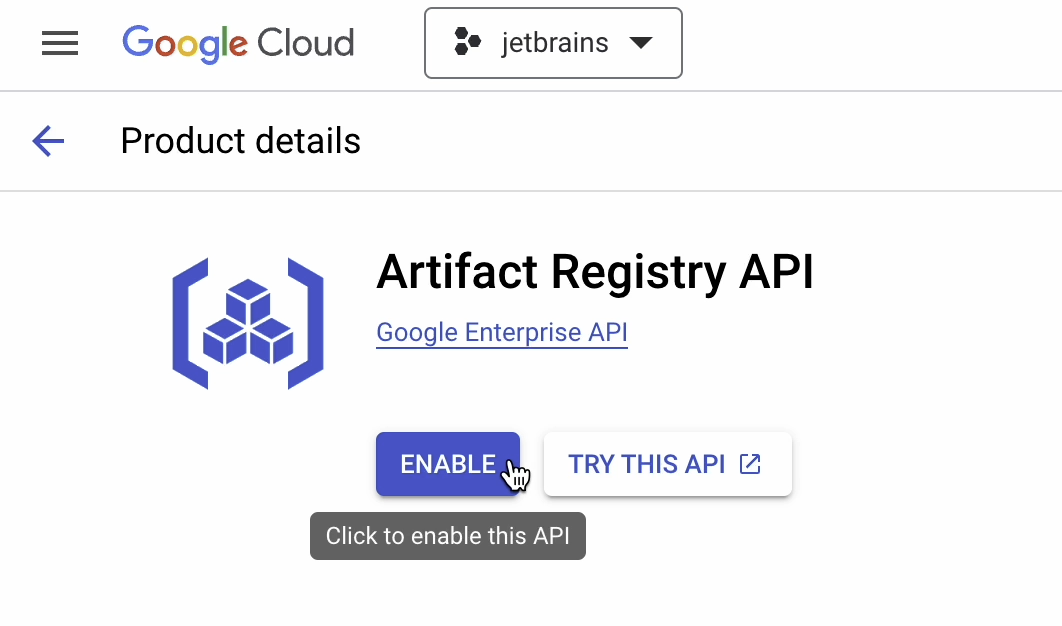 Google Cloud
jetbrains
Product details
Artifact Registry API
Google Enterprise API
ENABLE
TRY THIS API
Click to enable this API